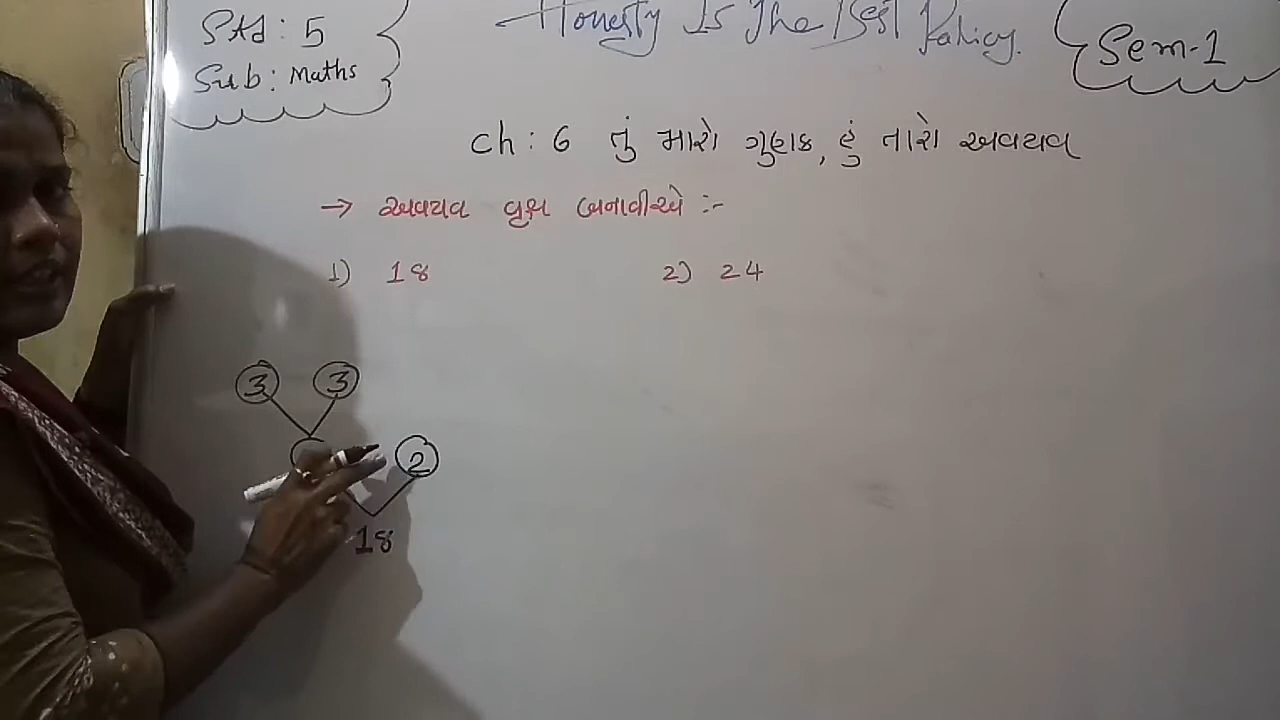 Std : 5
Sub : Maths
Honesty Is The Best Policy.
Sem-1
ch : 6 તું મારો ગુણક, હું તારો અવયવ
→ અવયવ વૃક્ષ બનાવીએ :-
1) 18
2) 24
3 3
2
18